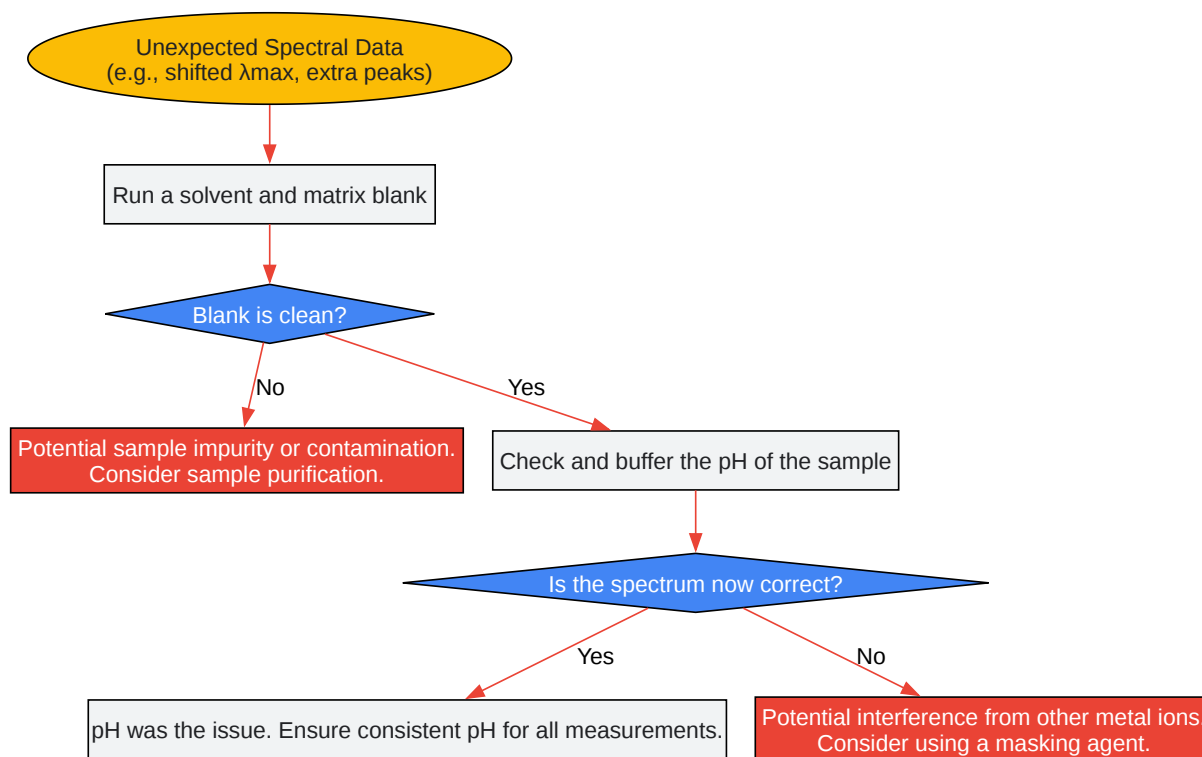 Unexpected Spectral Data
(e.g., shifted λmax, extra peaks)
Run a solvent and matrix blank
Blank is clean?
No
Yes
Potential sample impurity or contamination.
Consider sample purification.
Check and buffer the pH of the sample
Is the spectrum now correct?
Yes
No
pH was the issue. Ensure consistent pH for all measurements.
Potential interference from other metal ions.
Consider using a masking agent.